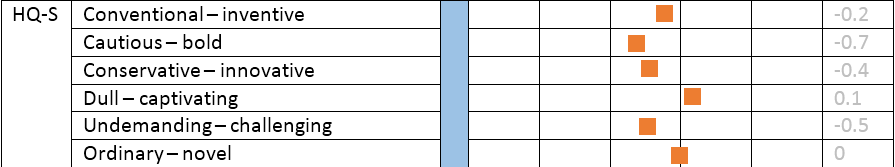 HQ-S Conventional – inventive -0.2
Cautious – bold -0.7
Conservative – innovative -0.4
Dull – captivating 0.1
Undemanding – challenging -0.5
Ordinary – novel 0